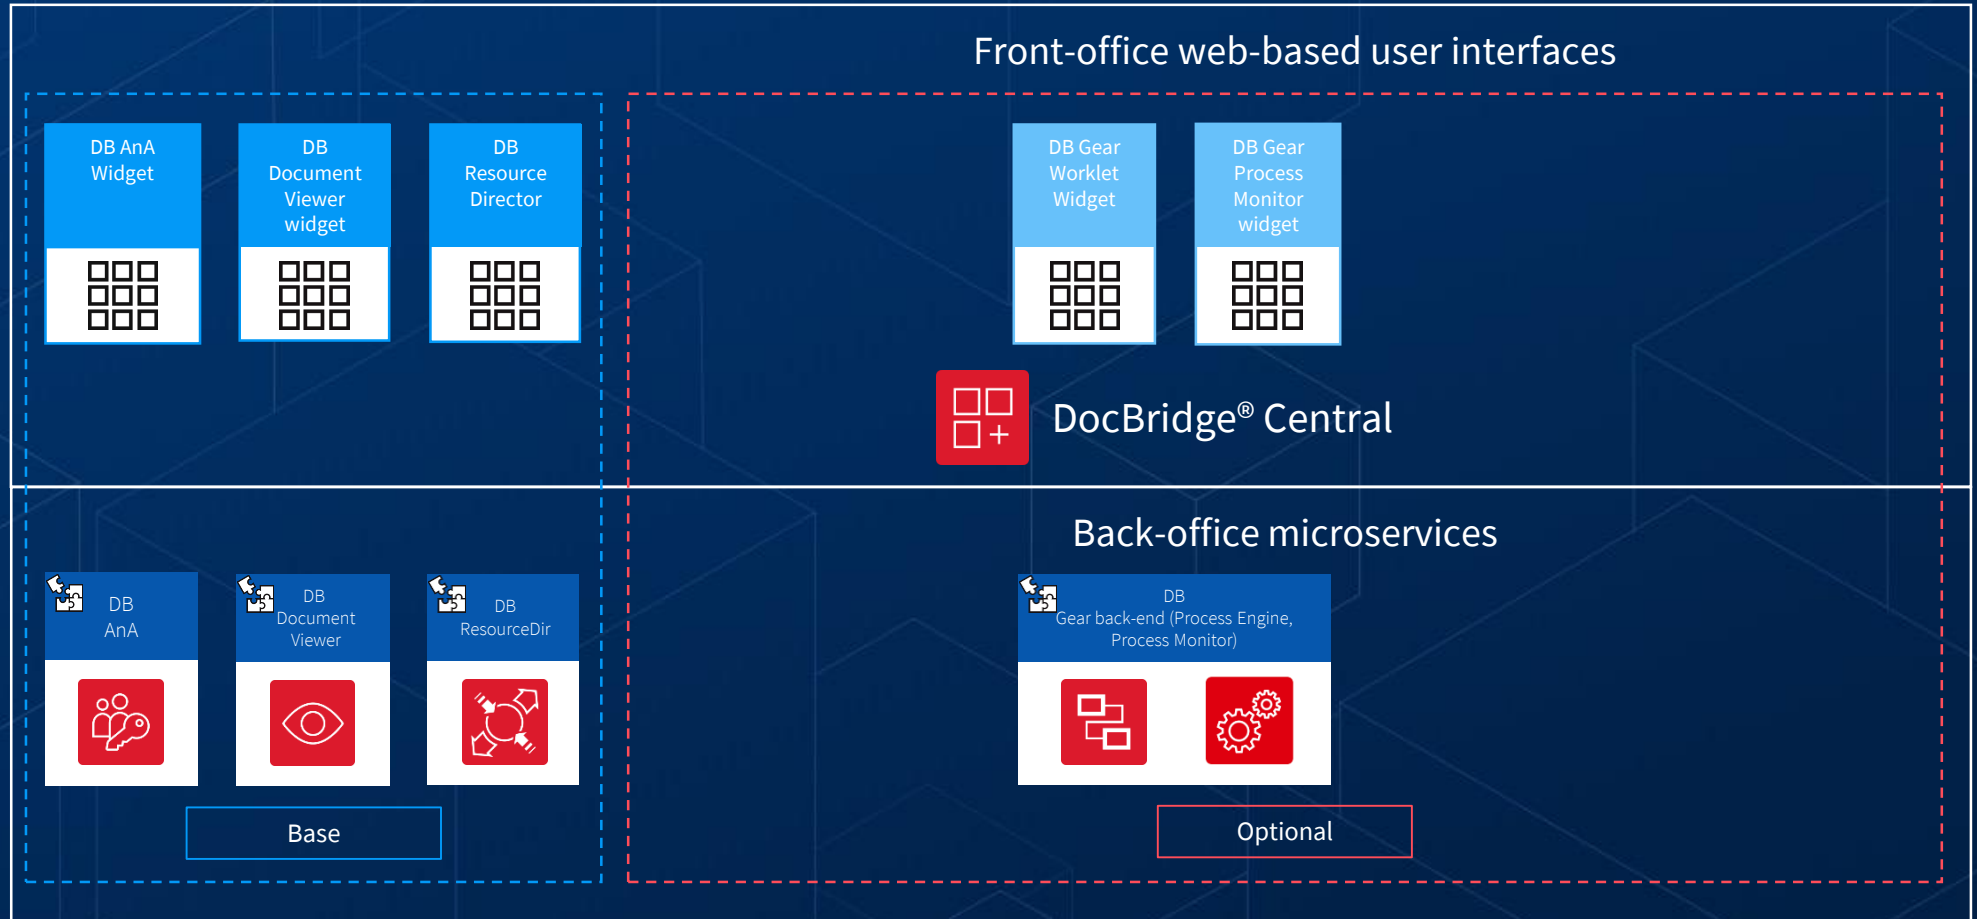 Front-office web-based user interfaces
DB AnA
Widget
DB
Document
Viewer
widget
DB
Resource
Director
DB Gear
Worklet
Widget
DB Gear
Process
Monitor
widget
DocBridge® Central
Back-office microservices
DB
AnA
DB
Document
Viewer
DB
ResourceDir
DB
Gear back-end (Process Engine,
Process Monitor)
Base
Optional